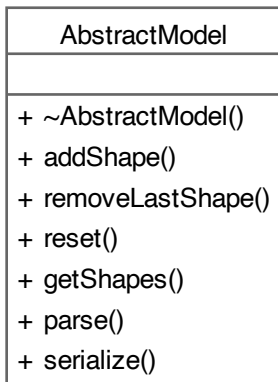 AbstractModel
+ ~AbstractModel()
+ addShape()
+ removeLastShape()
+ reset()
+ getShapes()
+ parse()
+ serialize()